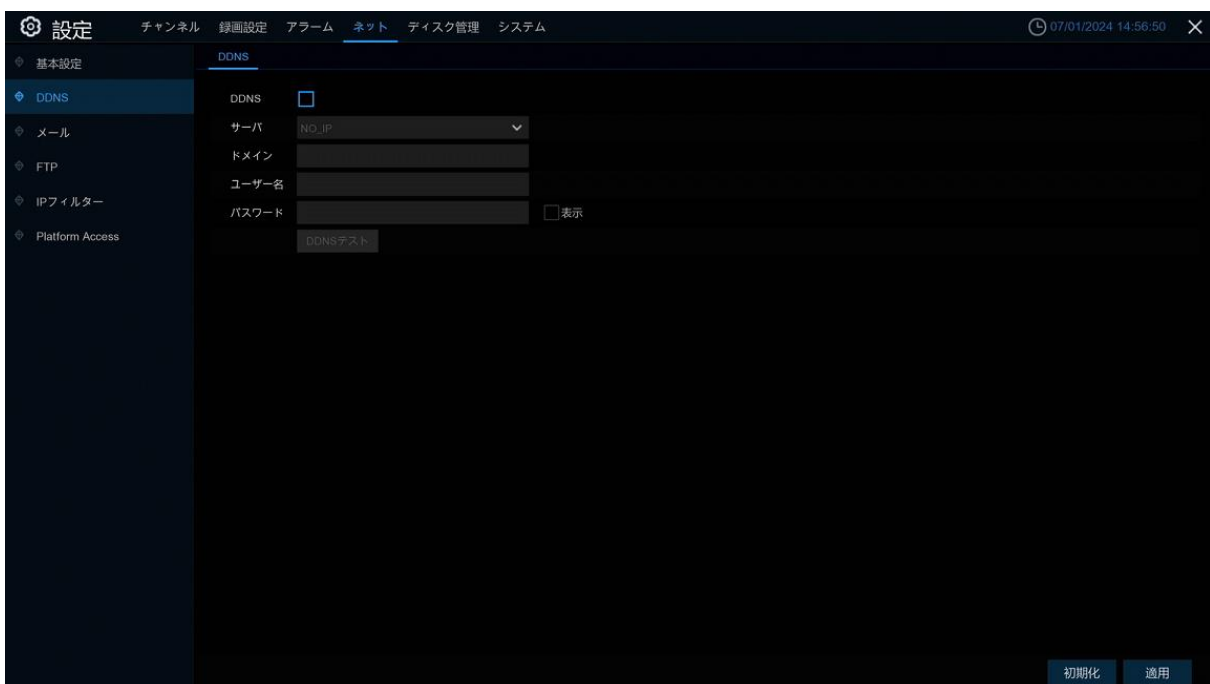 設定 チャンネル 録画設定 アラーム ネット ディスク管理 システム 07/01/2024 14:56:50
基本設定
DDNS
メール
FTP
IPフィルター
Platform Access
DDNS
DDNS
サーバ NO_IP
ドメイン
ユーザー名
パスワード 表示
DDNSテスト
初期化 適用